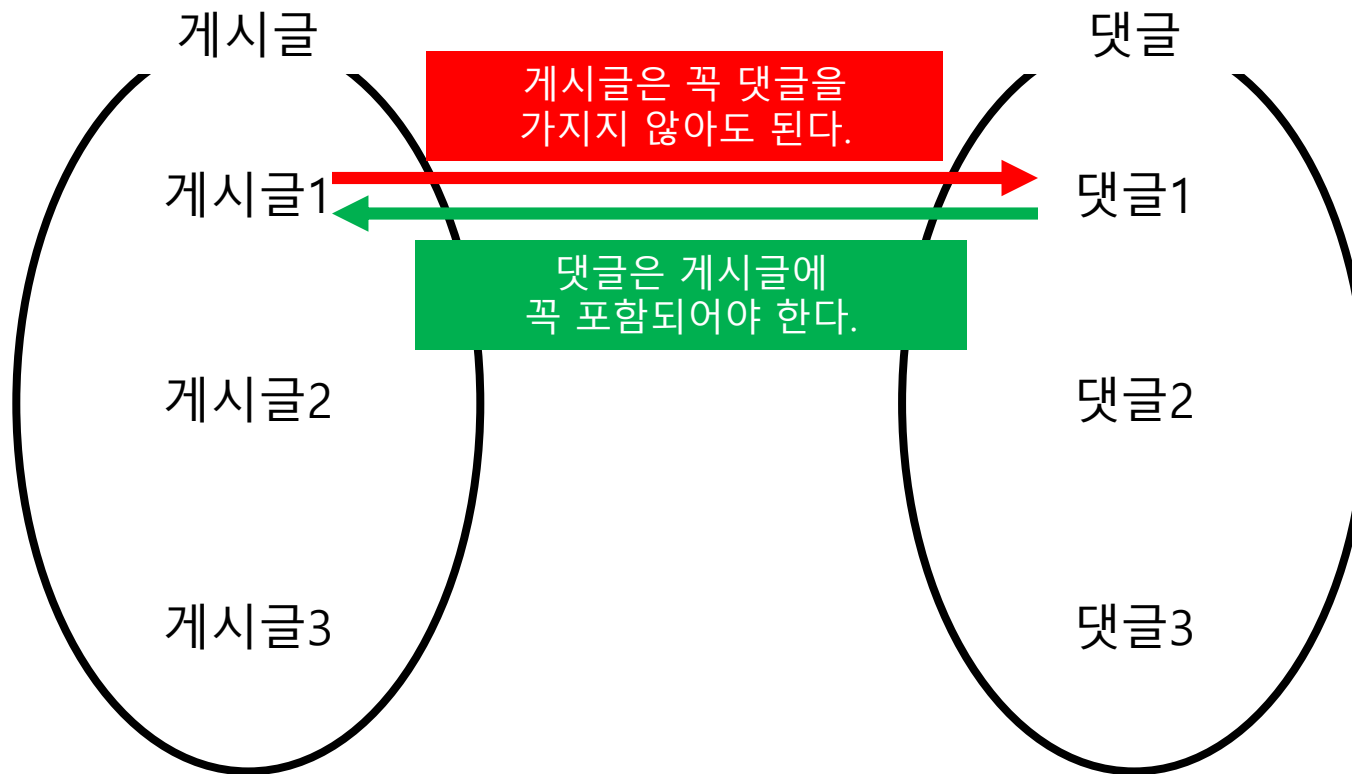 게시글
댓글
게시글은 꼭 댓글을
가지지 않아도 된다.
게시글1
댓글1
댓글은 게시글에
꼭 포함되어야 한다.
게시글2
댓글2
게시글3
댓글3